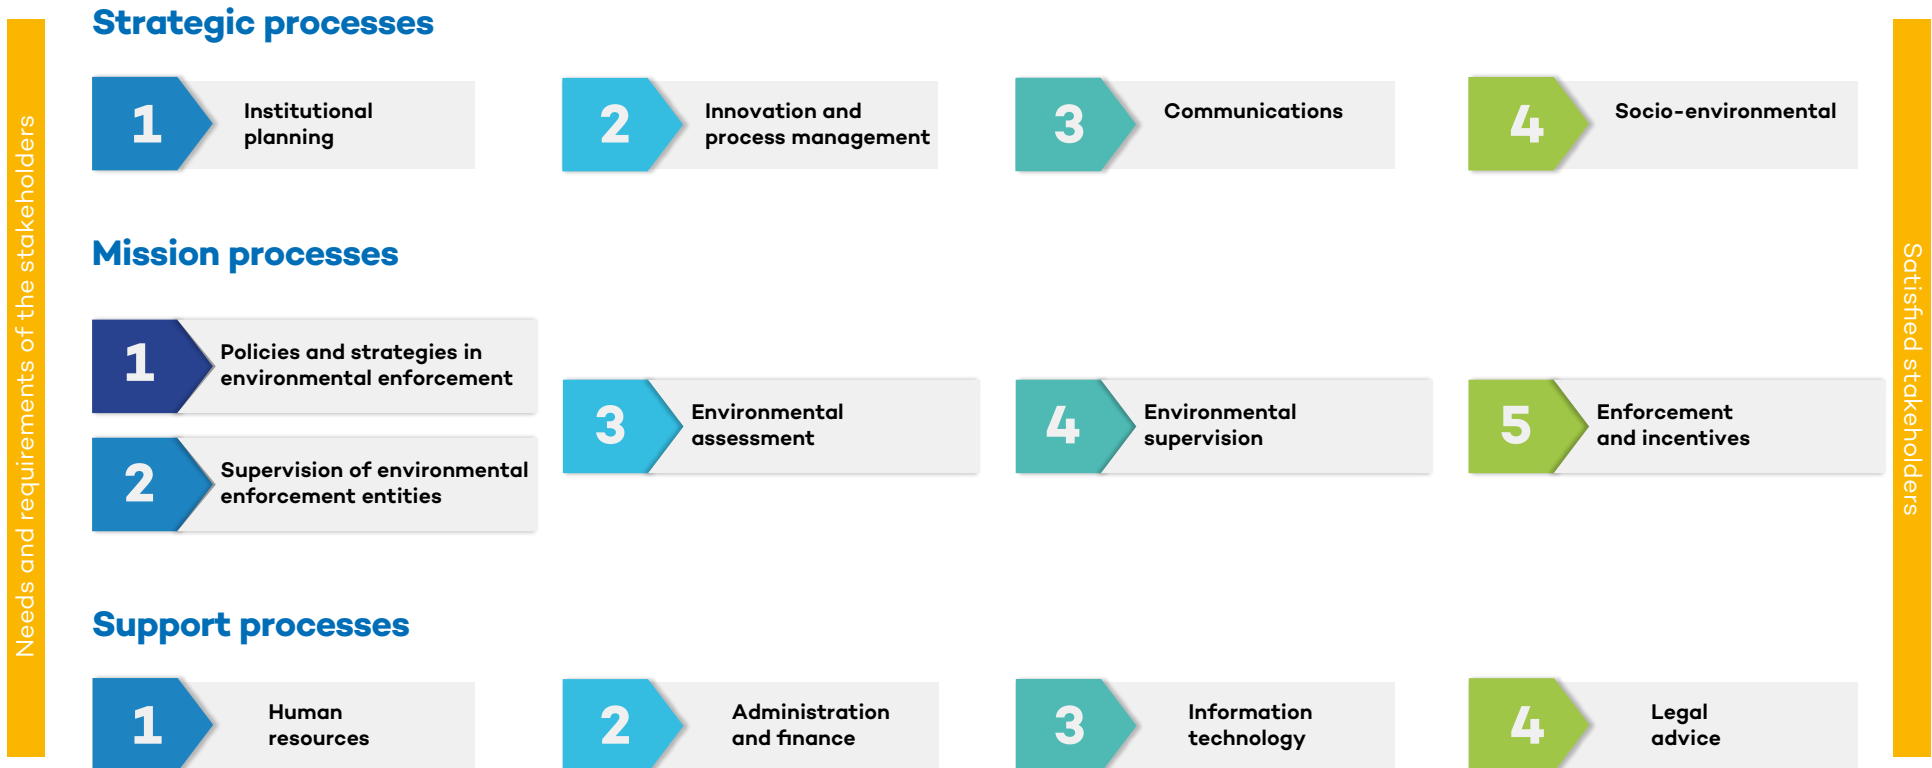 Needs and requirements of the stakeholders
Strategic processes
1
Institutional
planning
2
Innovation and
process management
3
Communications
4
Socio-environmental
Mission processes
1
Policies and strategies in
environmental enforcement
2
Supervision of environmental
enforcement entities
3
Environmental
assessment
4
Environmental
supervision
5
Enforcement
and incentives
Support processes
1
Human
resources
2
Administration
and finance
3
Information
technology
4
Legal
advice
Satisfied stakeholders